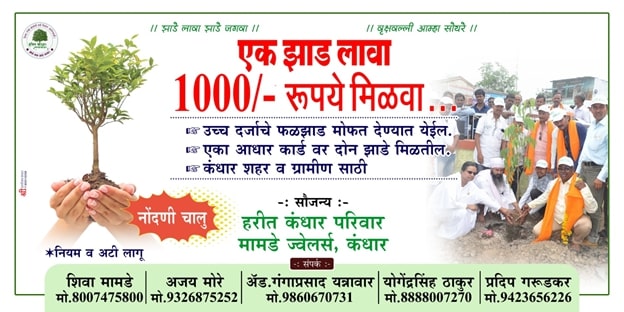 // झाडे लावा झाडे जगवा //
// वृक्षवल्ली आम्हा सोयरे //
एक झाड लावा
1000/- रूपये मिळवा...
☞ उच्च दर्जाचे फळझाड मोफत देण्यात येईल.
☞ एका आधार कार्ड वर दोन झाडे मिळतील.
☞ कंधार शहर व ग्रामीण साठी
नोंदणी चालु
-: सौजन्य :-
हरीत कंधार परिवार
मामडे ज्वेलर्स, कंधार
*नियम व अटी लागू
-: संपर्क :-
शिवा मामडे
मो.8007475800
अजय मोरे
मो.9326875252
ॲड.गंगाप्रसाद यन्नावार
मो.9860670731
योगेंद्रसिंह ठाकुर
मो.8888007270
प्रदिप गरूडकर
मो.9423656226